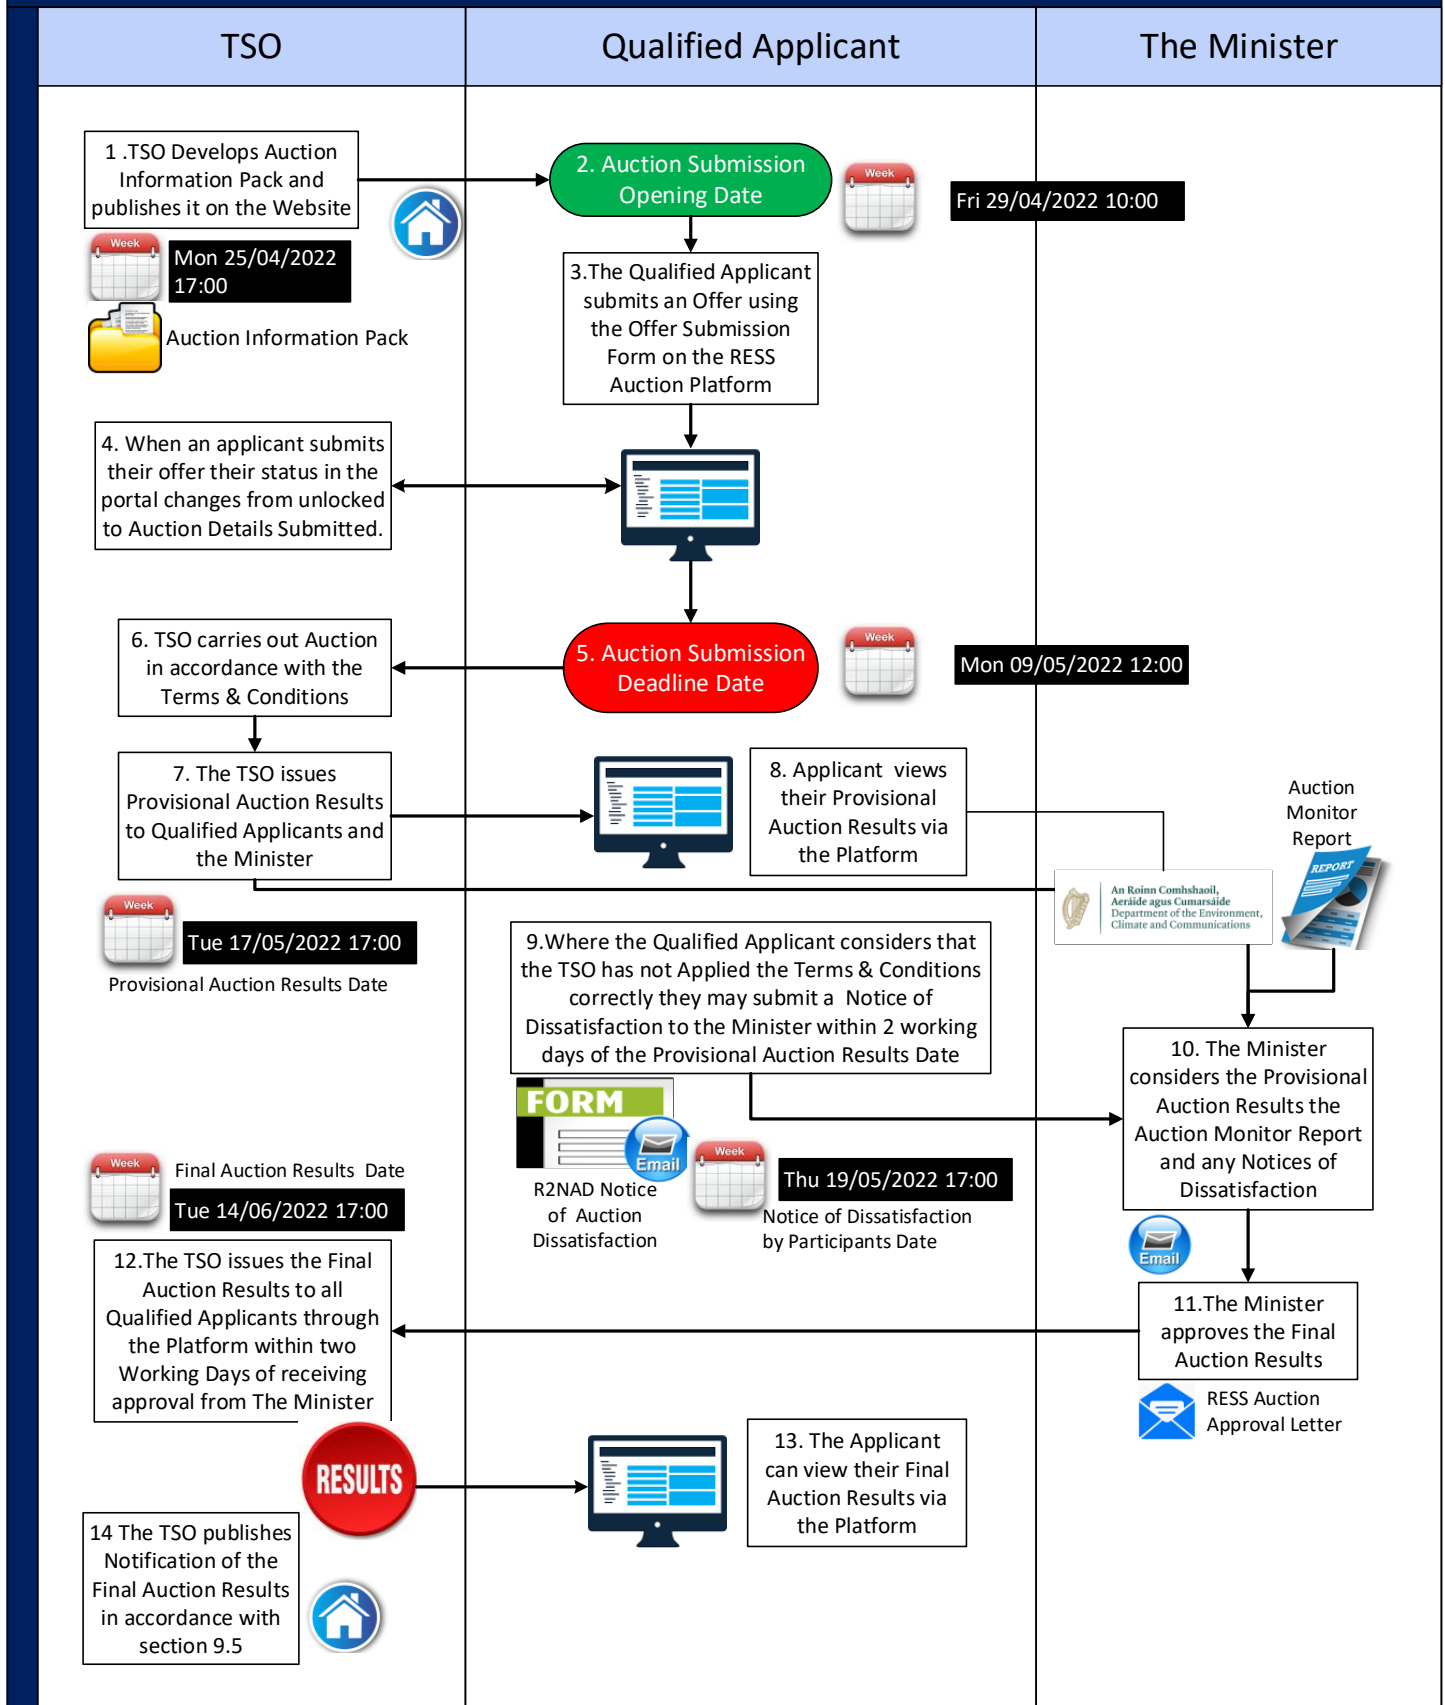 TSO
Qualified Applicant
The Minister
1 .TSO Develops Auction
Information Pack and
publishes it on the Website
Week
Mon 25/04/2022
17:00
Auction Information Pack
2. Auction Submission
Opening Date
Week
Fri 29/04/2022 10:00
3.The Qualified Applicant
submits an Offer using
the Offer Submission
Form on the RESS
Auction Platform
4. When an applicant submits
their offer their status in the
portal changes from unlocked
to Auction Details Submitted.
5. Auction Submission
Deadline Date
Week
Mon 09/05/2022 12:00
6. TSO carries out Auction
in accordance with the
Terms & Conditions
7. The TSO issues
Provisional Auction Results
to Qualified Applicants and
the Minister
Week
Tue 17/05/2022 17:00
Provisional Auction Results Date
8. Applicant views
their Provisional
Auction Results via
the Platform
Auction
Monitor
Report
REPORT
An Roinn Comhshaoil,
Aeráide agus Cumarsáide
Department of the Environment,
Climate and Communications
9.Where the Qualified Applicant considers that
the TSO has not Applied the Terms & Conditions
correctly they may submit a Notice of
Dissatisfaction to the Minister within 2 working
days of the Provisional Auction Results Date
FORM
Email
R2NAD Notice
of Auction
Dissatisfaction
Week
Thu 19/05/2022 17:00
Notice of Dissatisfaction
by Participants Date
10. The Minister
considers the Provisional
Auction Results the
Auction Monitor Report
and any Notices of
Dissatisfaction
Email
11.The Minister
approves the Final
Auction Results
RESS Auction
Approval Letter
Week
Final Auction Results Date
Tue 14/06/2022 17:00
12.The TSO issues the Final
Auction Results to all
Qualified Applicants through
the Platform within two
Working Days of receiving
approval from The Minister
RESULTS
13. The Applicant
can view their Final
Auction Results via
the Platform
14 The TSO publishes
Notification of the
Final Auction Results
in accordance with
section 9.5